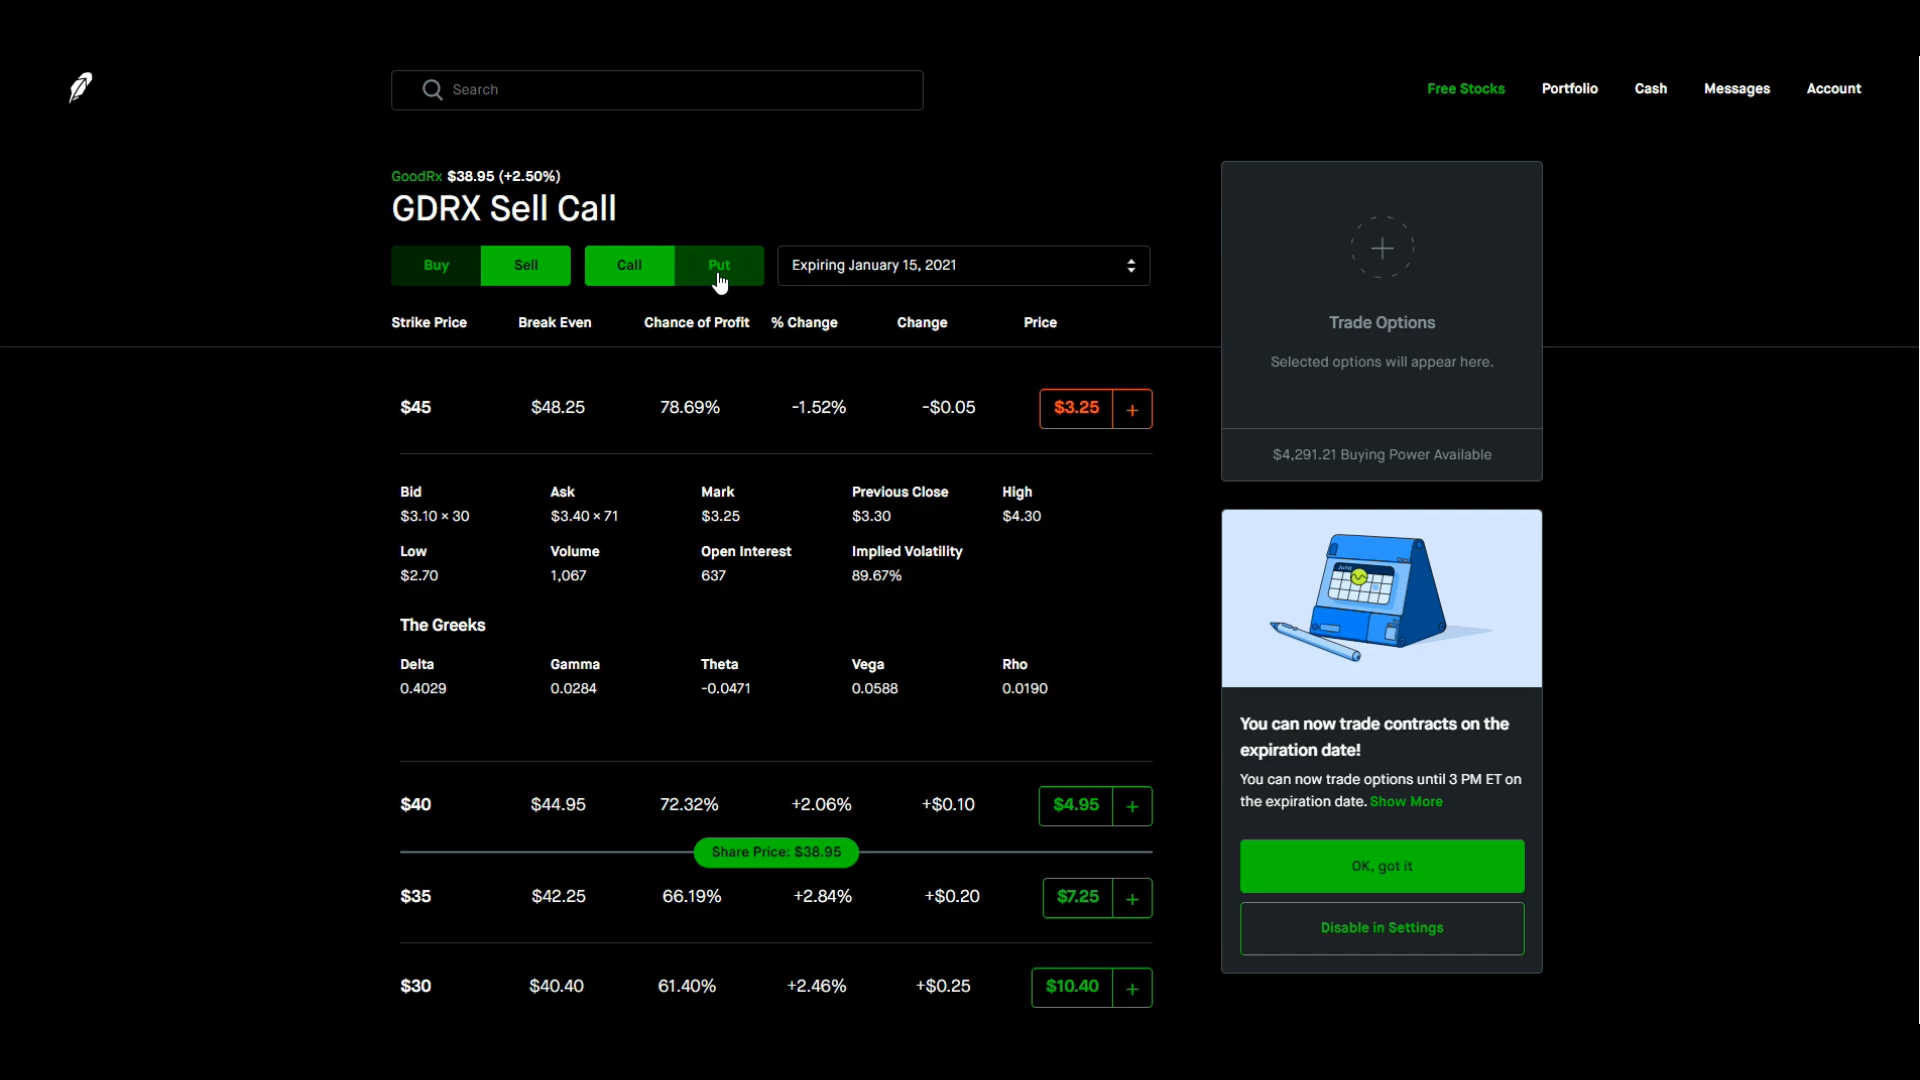 Search
Free Stocks Portfolio Cash Messages Account
GoodRx $38.95 (+2.50%)
GDRX Sell Call
Buy Sell Call Put Expiring January 15, 2021
Strike Price Break Even Chance of Profit % Change Change Price
$45 $48.25 78.69% -1.52% -$0.05 $3.25 +
Bid Ask Mark Previous Close High
$3.10 × 30 $3.40 × 71 $3.25 $3.30 $4.30
Low Volume Open Interest Implied Volatility
$2.70 1,067 637 89.67%
The Greeks
Delta Gamma Theta Vega Rho
0.4029 0.0284 -0.0471 0.0588 0.0190
$40 $44.95 72.32% +2.06% +$0.10 $4.95 +
Share Price: $38.95
$35 $42.25 66.19% +2.84% +$0.20 $7.25 +
$30 $40.40 61.40% +2.46% +$0.25 $10.40 +
Trade Options
Selected options will appear here.
$4,291.21 Buying Power Available
June
You can now trade contracts on the
expiration date!
You can now trade options until 3 PM ET on
the expiration date. Show More
OK, got it
Disable in Settings